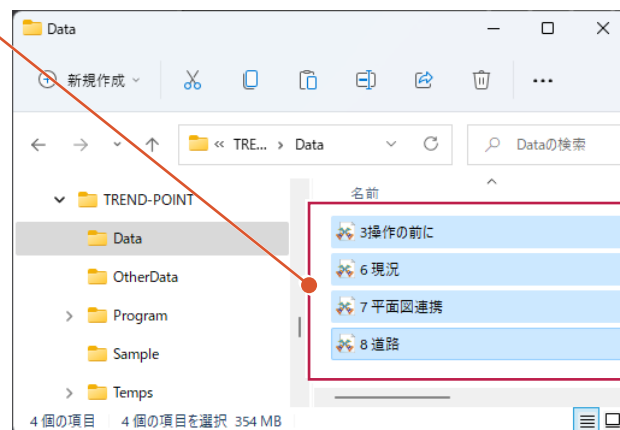 Data
新規作成
TRE... Data
Dataの検索
TREND-POINT
Data
OtherData
Program
Sample
Temps
名前
3操作の前に
6 現況
7 平面図連携
8 道路
4 個の項目 4 個の項目を選択 354 MB